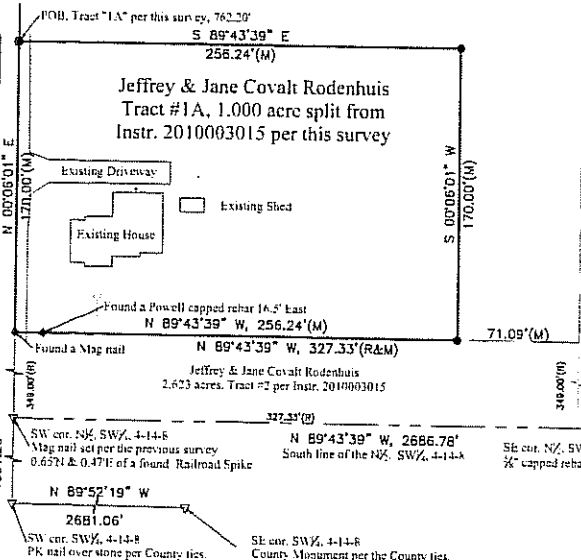 POB, Tract "1A" per this survey, 762.20'
S 89°43'39" E
256.24'(M)
Jeffrey & Jane Covalt Rodenhuis
Tract #1A, 1.000 acre split from
Instr. 2010003015 per this survey
N 00°06'01" E
170.00'(M)
Existing Driveway
Existing Shed
Existing House
S 00°06'01" W
170.00'(M)
Found a Powell capped rebar 16.5' East
N 89°43'39" W, 256.24'(M)
71.09'(M)
Found a Mag nail
N 89°43'39" W, 327.33'(R&M)
Jeffrey & Jane Covalt Rodenhuis
2.623 acres. Tract #2 per Instr. 2010003015
349.00'(R)
349.00'(R)
327.33'(R)
SW cor. N½, SW¼, 4-14-8
Mag nail set per the previous survey
0.65'N & 0.47'E of a found Railroad Spike
N 89°43'39" W, 2686.78'
South line of the N½, SW¼, 4-14-8
SE cor. N½, SW
capped reba
N 89°52'19" W
2681.06'
SW cor. SW¼, 4-14-8
PK nail over stone per County ties.
SE cor. SW¼, 4-14-8
County Monument per the County ties.